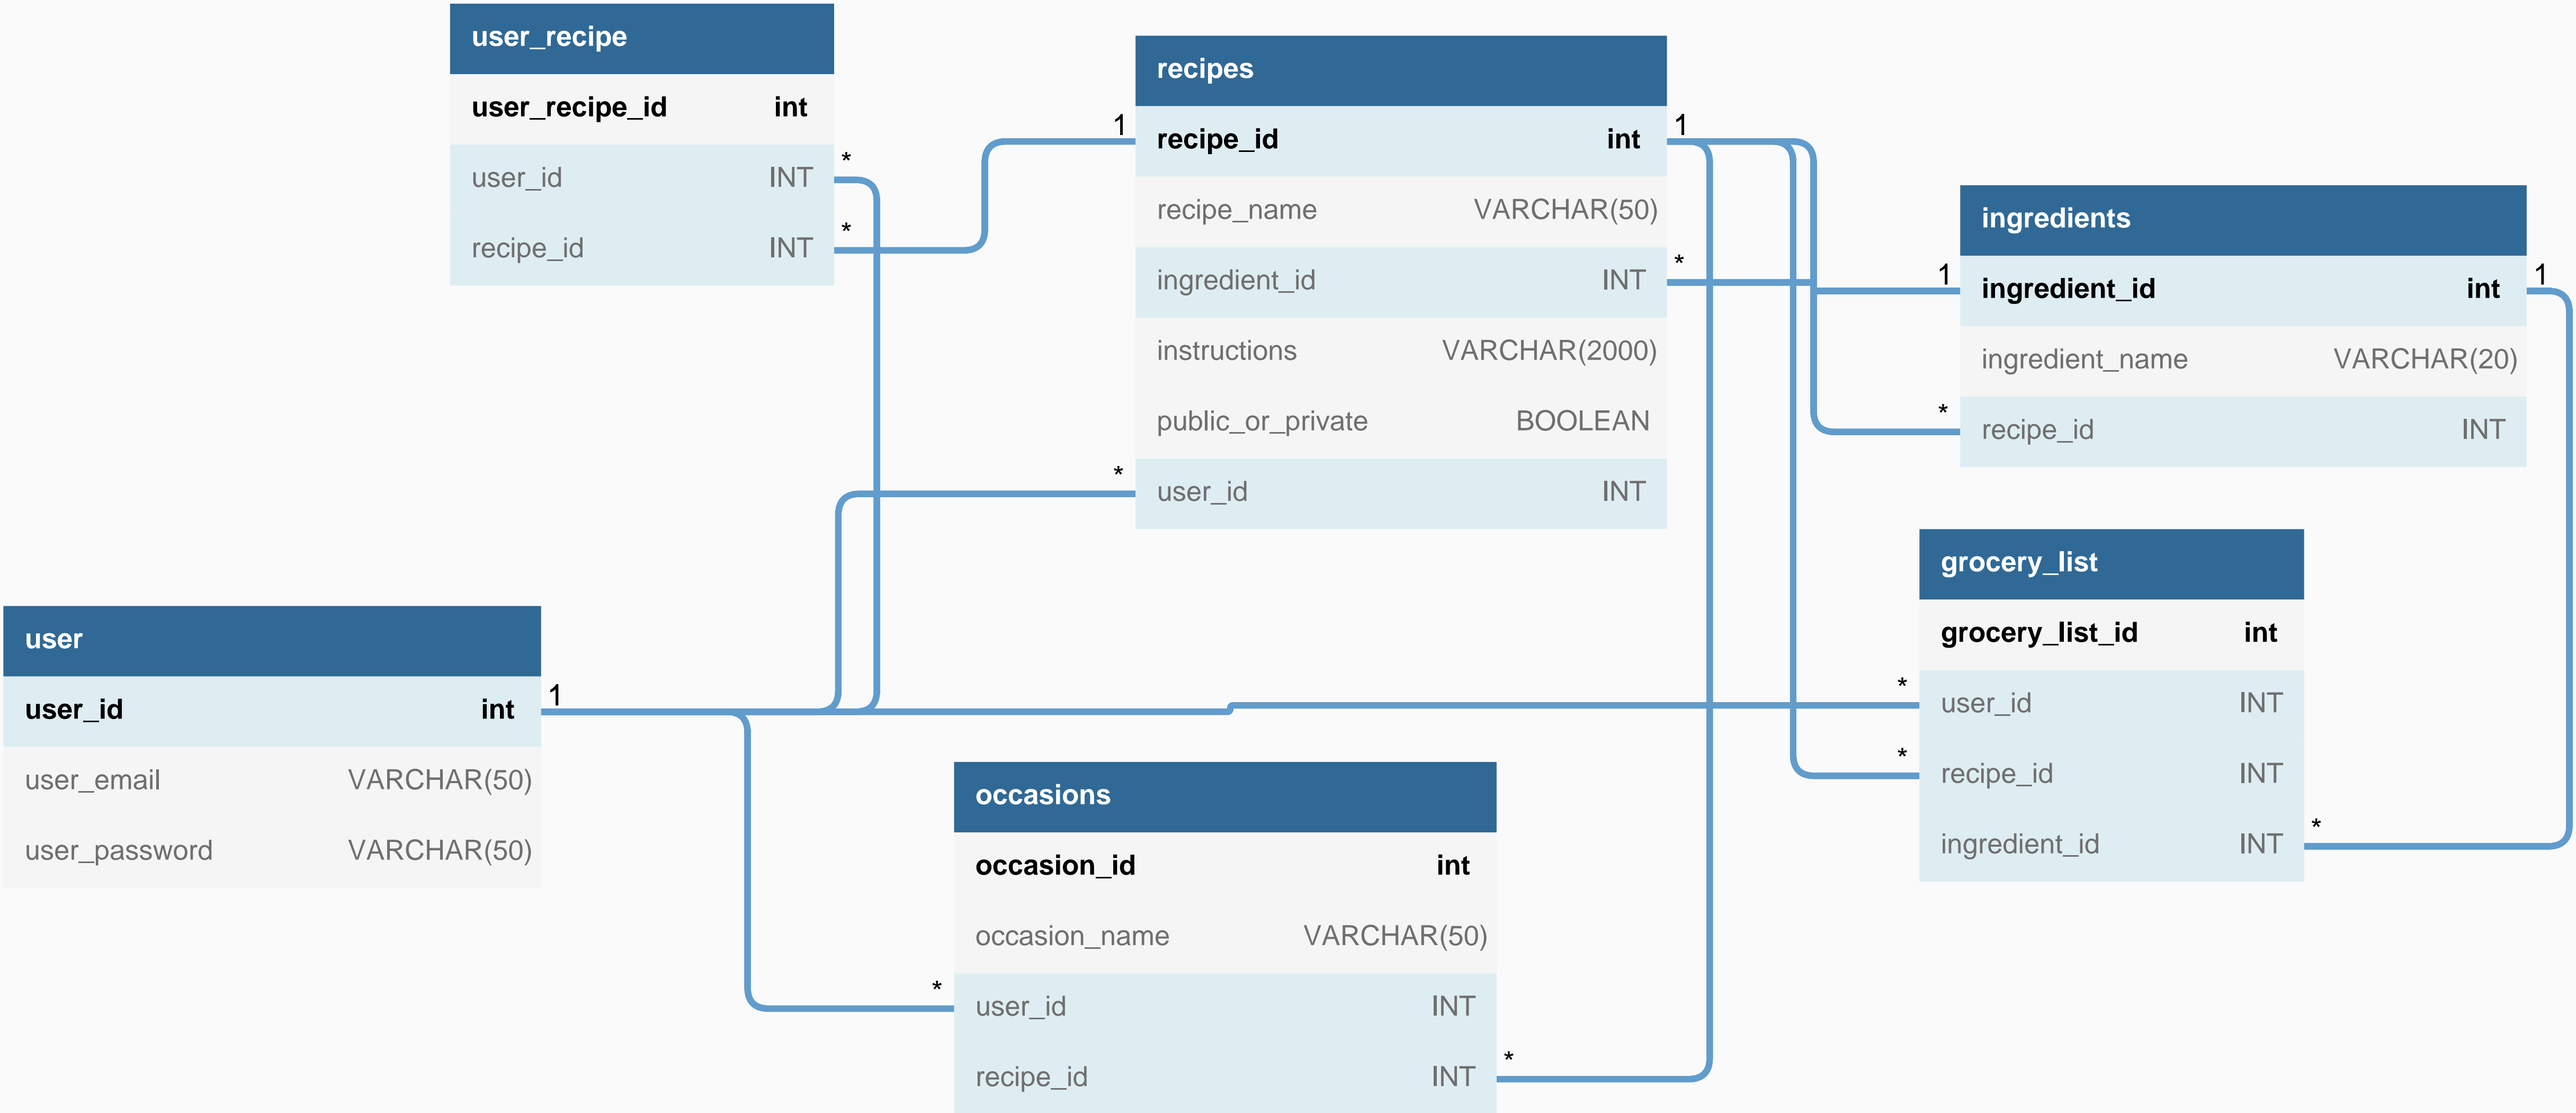 user_recipe
user_recipe_id int
user_id INT *
recipe_id INT *
recipes
1 recipe_id int 1
recipe_name VARCHAR(50)
ingredient_id INT *
instructions VARCHAR(2000)
public_or_private BOOLEAN
* user_id INT
ingredients
1 ingredient_id int 1
ingredient_name VARCHAR(20)
* recipe_id INT
grocery_list
grocery_list_id int
* user_id INT
* recipe_id INT
ingredient_id INT *
user
user_id int 1
user_email VARCHAR(50)
user_password VARCHAR(50)
occasions
occasion_id int
occasion_name VARCHAR(50)
* user_id INT
recipe_id INT *